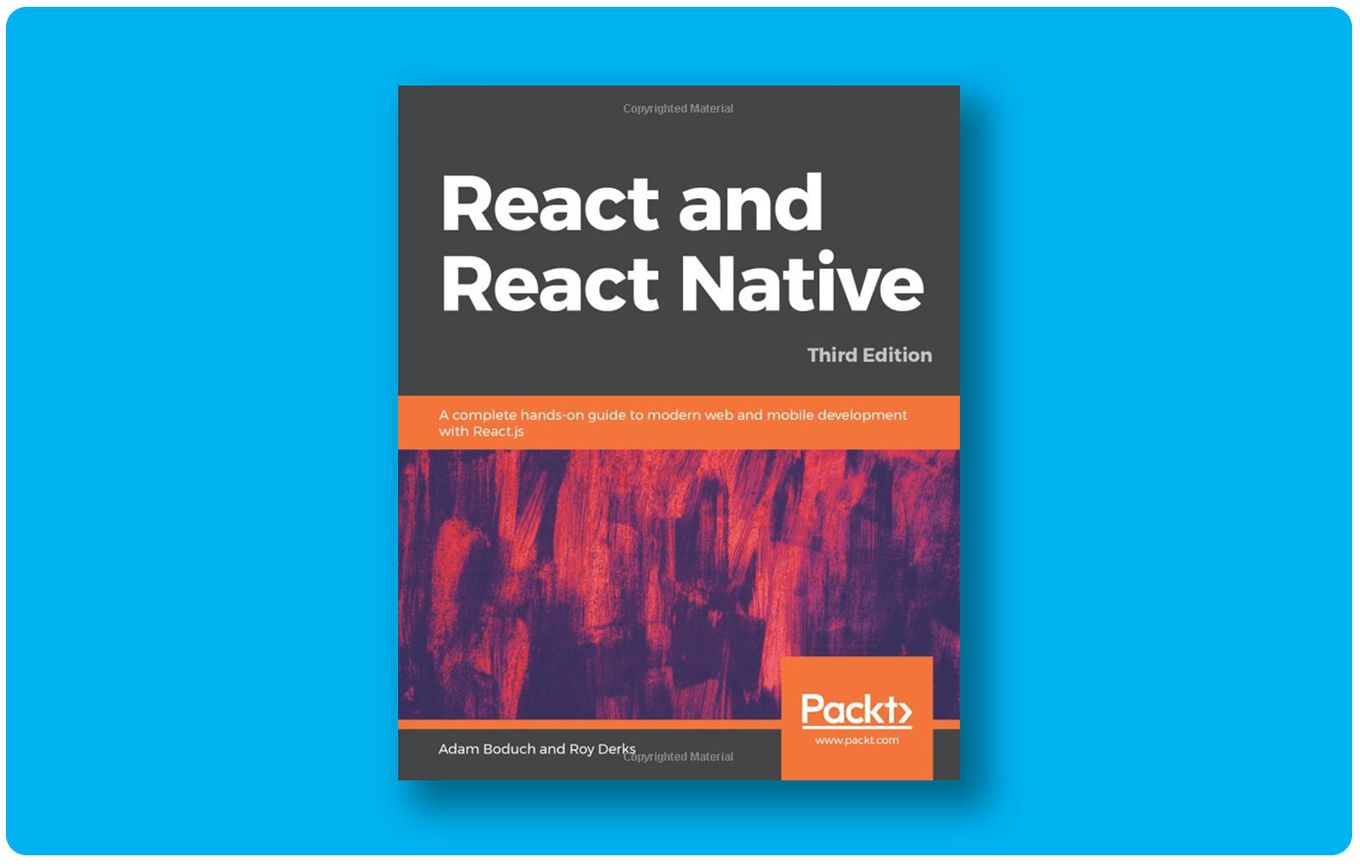 Copyrighted Material
React and
React Native
Third Edition
A complete hands-on guide to modern web and mobile development
with React.js
Packt>
www.packt.com
Adam Boduch and Roy Derks
Copyrighted Material